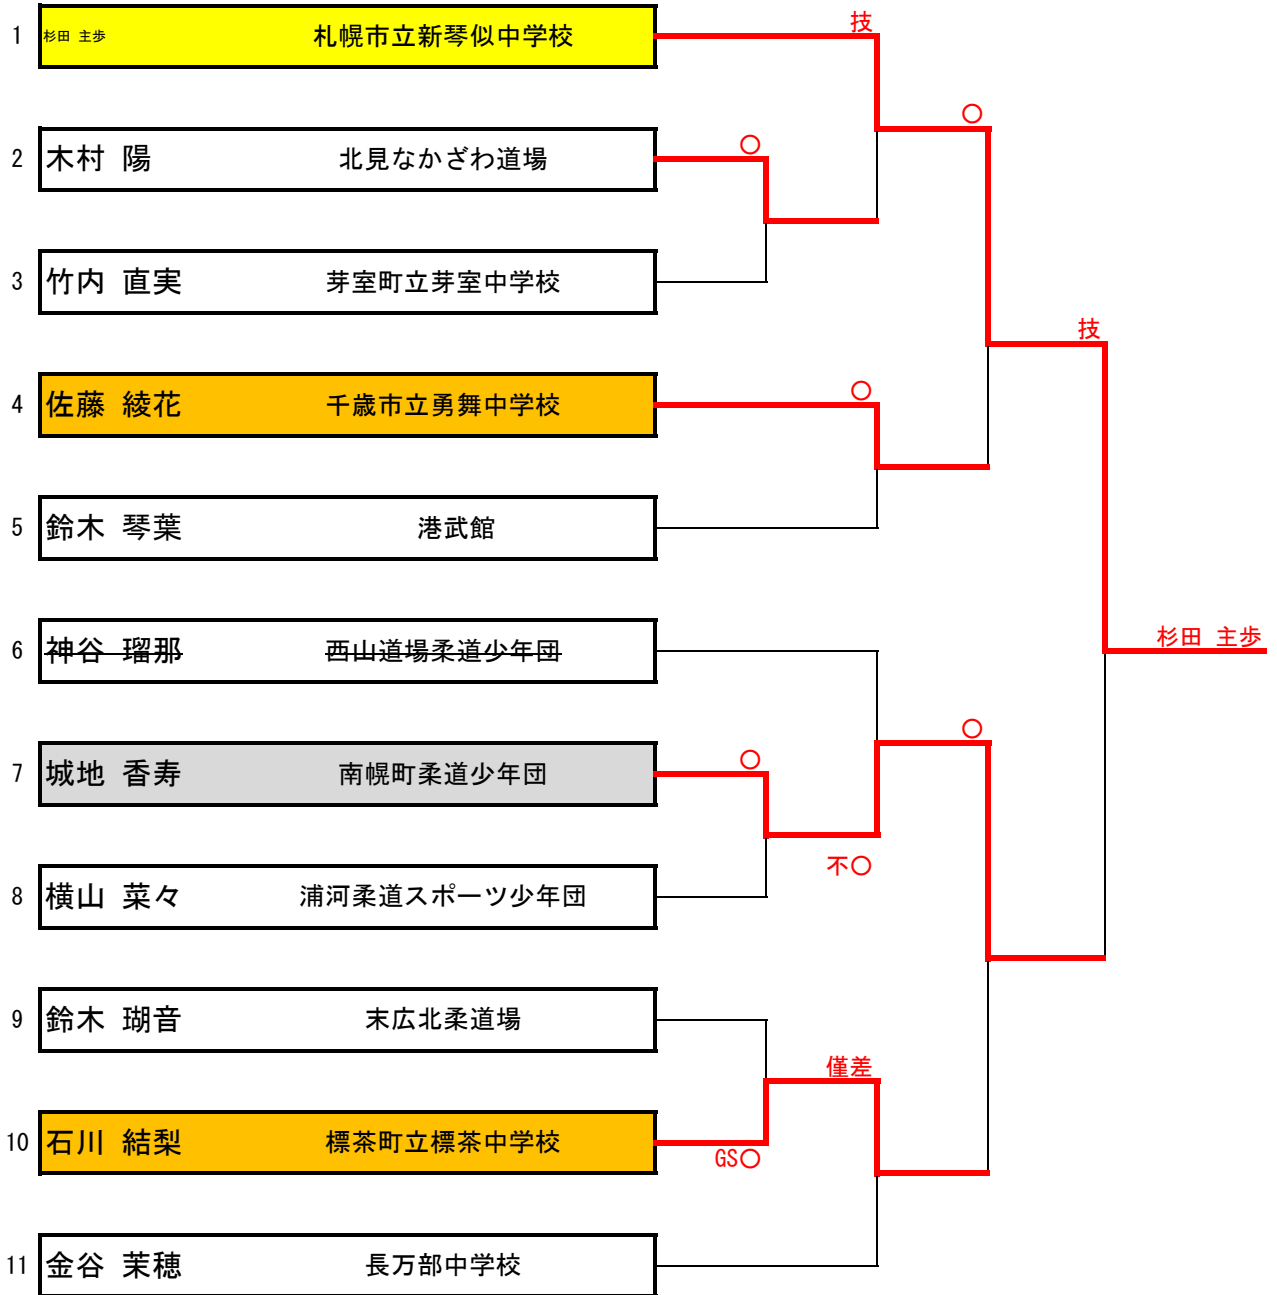 技
1 杉田 主歩 札幌市立新琴似中学校
〇
2 木村 陽 北見なかざわ道場 〇
3 竹内 直実 芽室町立芽室中学校
技
4 佐藤 綾花 千歳市立勇舞中学校 〇
5 鈴木 琴葉 港武館
杉田 主歩
6 神谷 瑠那 西山道場柔道少年団
〇
7 城地 香寿 南幌町柔道少年団 〇
不〇
8 横山 菜々 浦河柔道スポーツ少年団
9 鈴木 瑚音 末広北柔道場
僅差
10 石川 結梨 標茶町立標茶中学校
GS〇
11 金谷 茉穂 長万部中学校